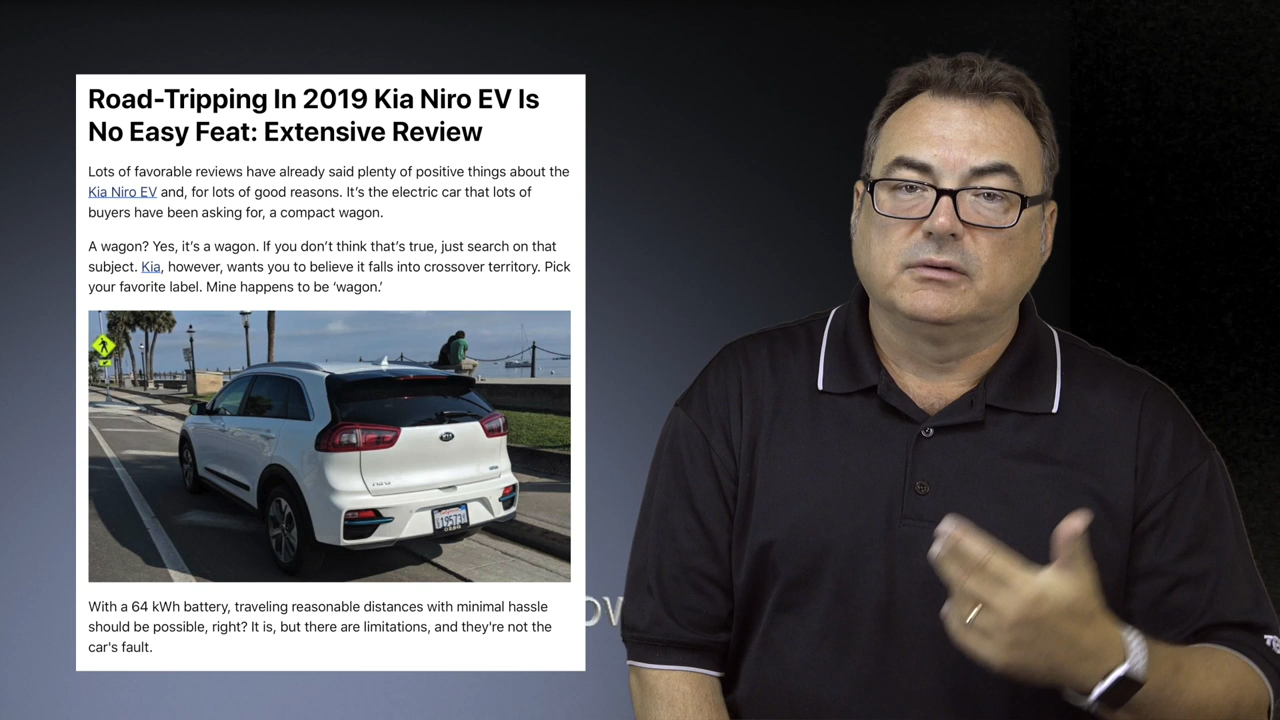 Road-Tripping In 2019 Kia Niro EV Is
No Easy Feat: Extensive Review
Lots of favorable reviews have already said plenty of positive things about the
Kia Niro EV and, for lots of good reasons. It’s the electric car that lots of
buyers have been asking for, a compact wagon.
A wagon? Yes, it’s a wagon. If you don’t think that’s true, just search on that
subject. Kia, however, wants you to believe it falls into crossover territory. Pick
your favorite label. Mine happens to be ‘wagon.’
KIA
NIRO
With a 64 kWh battery, traveling reasonable distances with minimal hassle
should be possible, right? It is, but there are limitations, and they're not the
car's fault.